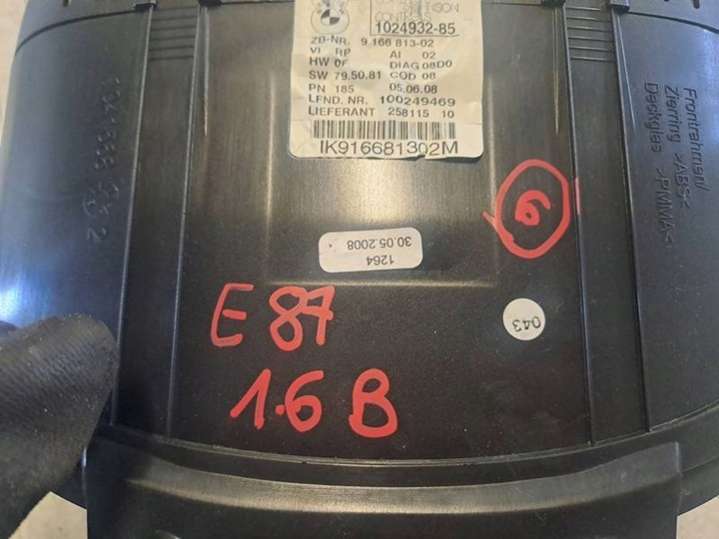 CONTROLS
1024932-85
ZB-NR. 9 166 813-02
VI RP AI 02
HW 0F DIAG 08D0
SW 79.50.81 COD 08
PN 185 05.06.08
LFND. NR. 100249469
LIEFERANT 258115 10
IK916681302M
6
1264
30.05.2008
043
E 87
1.6 B
Frontrahmen/
Zierring >ABS<
Deckglas >PMMA<